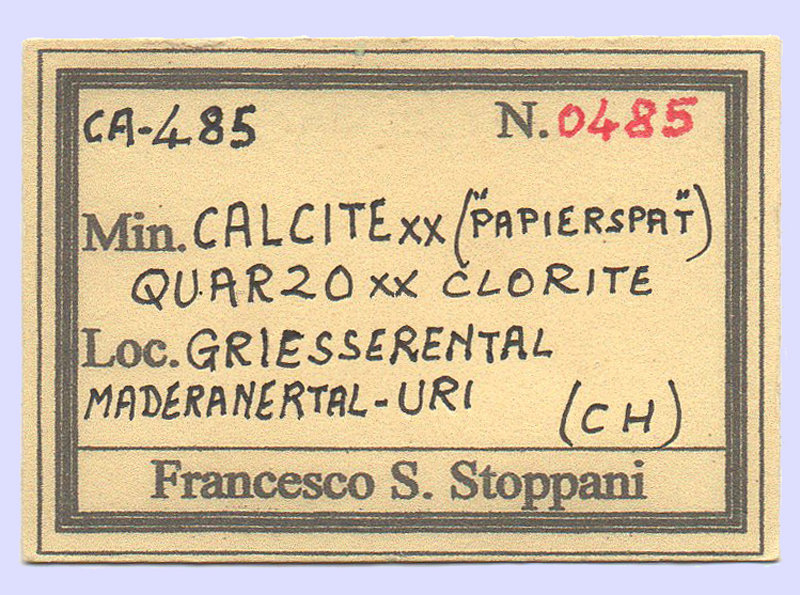 CA-485 N. 0485
Min. CALCITE xx ("PAPIERSPAT")
QUARZO xx CLORITE
Loc. GRIESSERENTAL
MADERANERTAL - URI (CH)
Francesco S. Stoppani